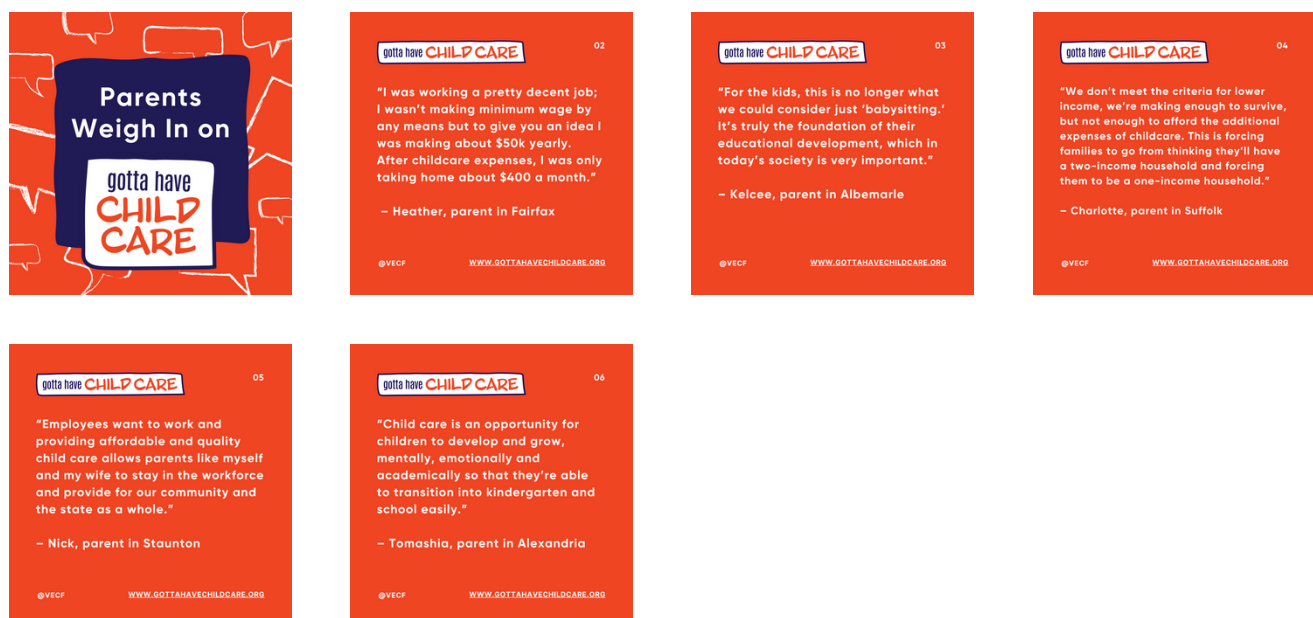 Parents
Weigh In on
gotta have
CHILD
CARE
gotta have CHILD CARE
02
"I was working a pretty decent job;
I wasn't making minimum wage by
any means but to give you an idea I
was making about $50k yearly.
After childcare expenses, I was only
taking home about $400 a month."
– Heather, parent in Fairfax
@VECF
WWW.GOTTAHAVECHILDCARE.ORG
gotta have CHILD CARE
03
"For the kids, this is no longer what
we could consider just 'babysitting.'
It's truly the foundation of their
educational development, which in
today's society is very important."
– Kelcee, parent in Albemarle
@VECF
WWW.GOTTAHAVECHILDCARE.ORG
gotta have CHILD CARE
04
"We don't meet the criteria for lower
income, we're making enough to survive,
but not enough to afford the additional
expenses of childcare. This is forcing
families to go from thinking they'll have
a two-income household and forcing
them to be a one-income household."
– Charlotte, parent in Suffolk
@VECF
WWW.GOTTAHAVECHILDCARE.ORG
gotta have CHILD CARE
05
"Employees want to work and
providing affordable and quality
child care allows parents like myself
and my wife to stay in the workforce
and provide for our community and
the state as a whole."
– Nick, parent in Staunton
@VECF
WWW.GOTTAHAVECHILDCARE.ORG
gotta have CHILD CARE
06
"Child care is an opportunity for
children to develop and grow,
mentally, emotionally and
academically so that they're able
to transition into kindergarten and
school easily."
– Tomashia, parent in Alexandria
@VECF
WWW.GOTTAHAVECHILDCARE.ORG